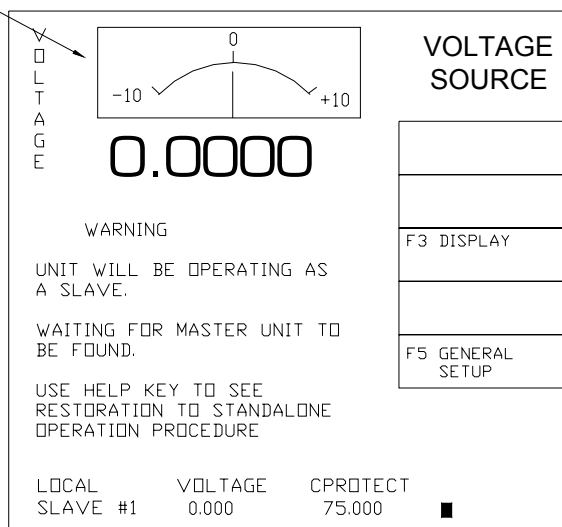 VOLTAGE
0
-10
+10
0.0000
VOLTAGE
SOURCE
F3 DISPLAY
F5 GENERAL
SETUP
WARNING
UNIT WILL BE OPERATING AS
A SLAVE.
WAITING FOR MASTER UNIT TO
BE FOUND.
USE HELP KEY TO SEE
RESTORATION TO STANDALONE
OPERATION PROCEDURE
LOCAL VOLTAGE CPROTECT
SLAVE #1 0.000 75.000